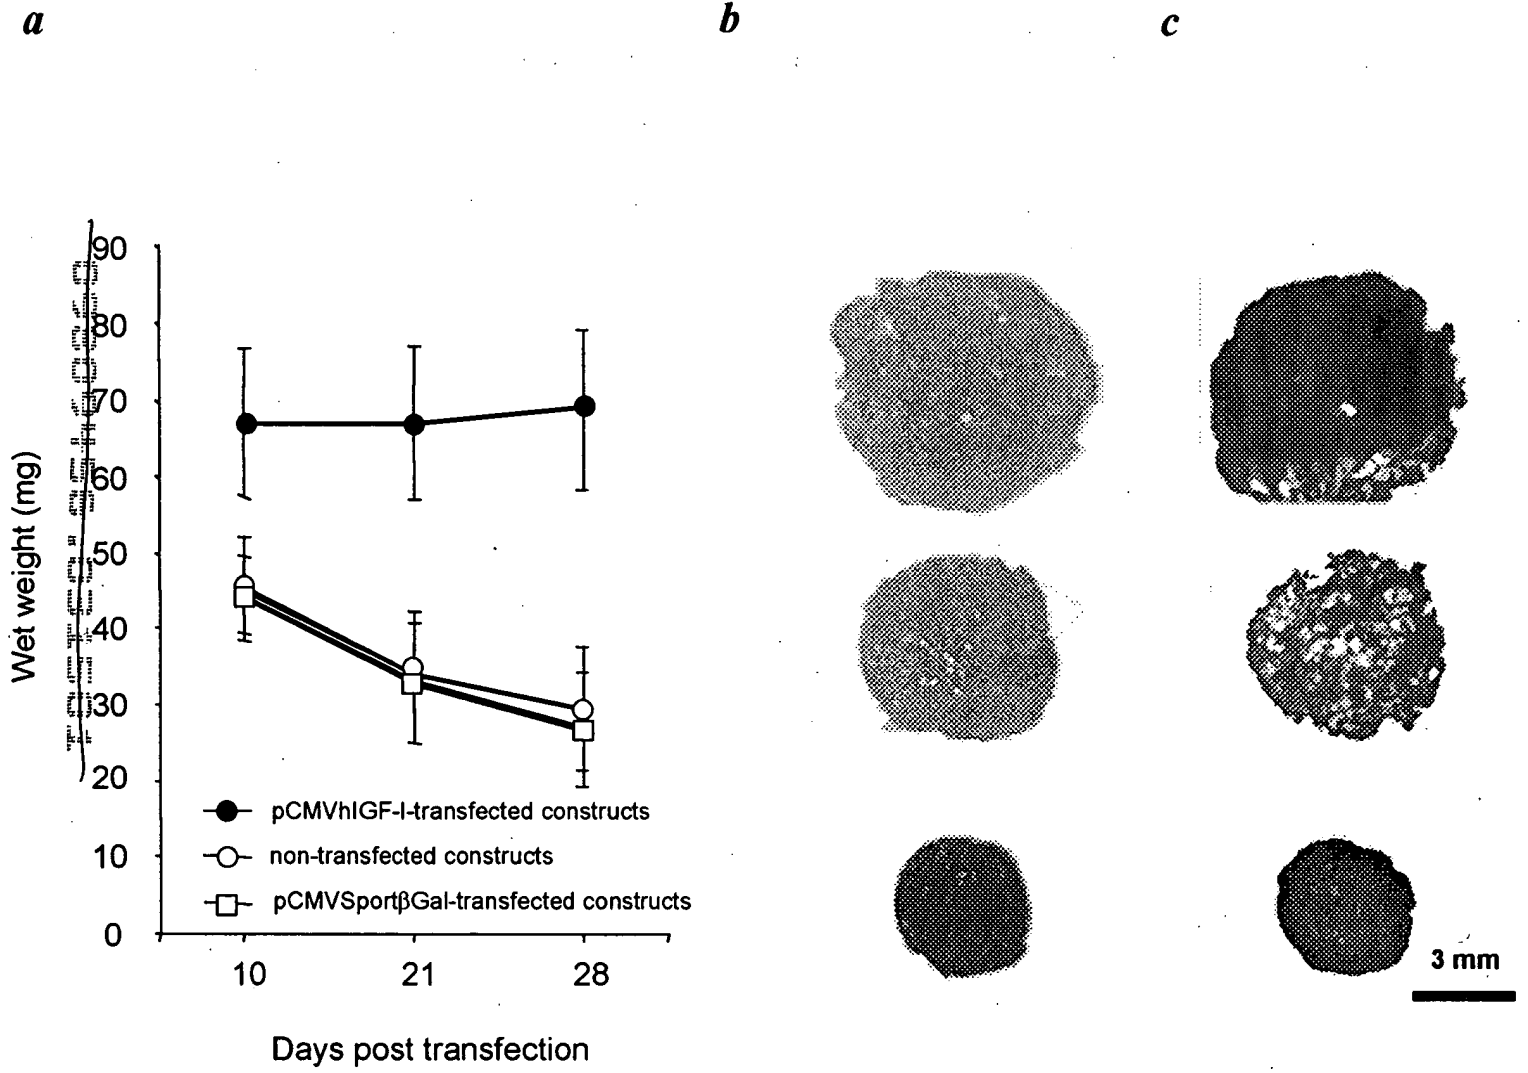 a
b
c
90
80
70
60
50
40
30
20
10
0
Wet weight (mg)
pCMVhIGF-I-transfected constructs
non-transfected constructs
pCMVSportβGal-transfected constructs
10 21 28
Days post transfection
3 mm